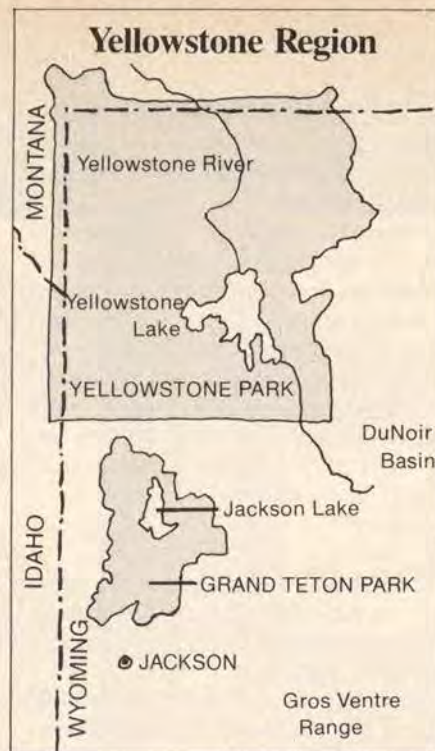 Yellowstone Region
MONTANA
Yellowstone River
Yellowstone
Lake
YELLOWSTONE PARK
DuNoir
Basin
Jackson Lake
IDAHO
GRAND TETON PARK
WYOMING
JACKSON
Gros Ventre
Range